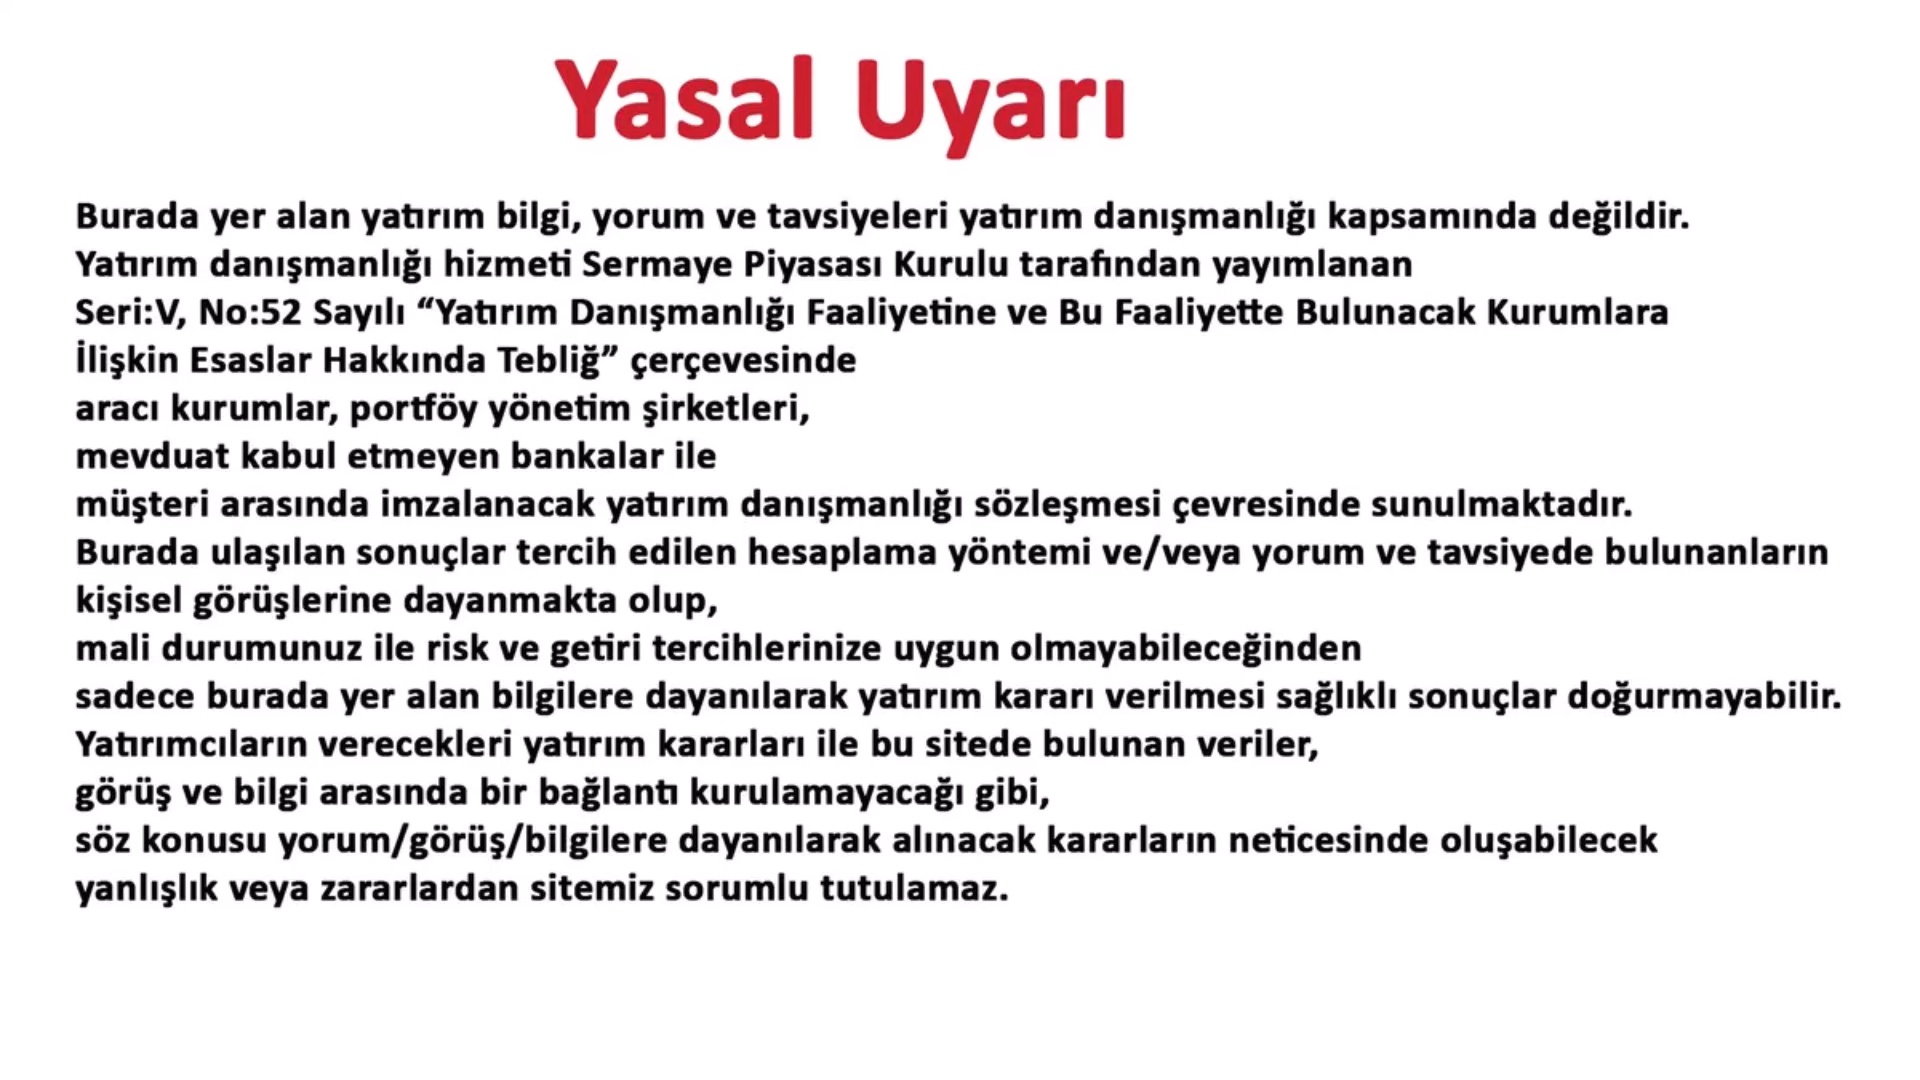 Yasal Uyarı
Burada yer alan yatırım bilgi, yorum ve tavsiyeleri yatırım danışmanlığı kapsamında değildir.
Yatırım danışmanlığı hizmeti Sermaye Piyasası Kurulu tarafından yayımlanan
Seri:V, No:52 Sayılı “Yatırım Danışmanlığı Faaliyetine ve Bu Faaliyette Bulunacak Kurumlara
İlişkin Esaslar Hakkında Tebliğ” çerçevesinde
aracı kurumlar, portföy yönetim şirketleri,
mevduat kabul etmeyen bankalar ile
müşteri arasında imzalanacak yatırım danışmanlığı sözleşmesi çevresinde sunulmaktadır.
Burada ulaşılan sonuçlar tercih edilen hesaplama yöntemi ve/veya yorum ve tavsiyede bulunanların
kişisel görüşlerine dayanmakta olup,
mali durumunuz ile risk ve getiri tercihlerinize uygun olmayabileceğinden
sadece burada yer alan bilgilere dayanılarak yatırım kararı verilmesi sağlıklı sonuçlar doğurmayabilir.
Yatırımcıların verecekleri yatırım kararları ile bu sitede bulunan veriler,
görüş ve bilgi arasında bir bağlantı kurulamayacağı gibi,
söz konusu yorum/görüş/bilgilere dayanılarak alınacak kararların neticesinde oluşabilecek
yanlışlık veya zararlardan sitemiz sorumlu tutulamaz.